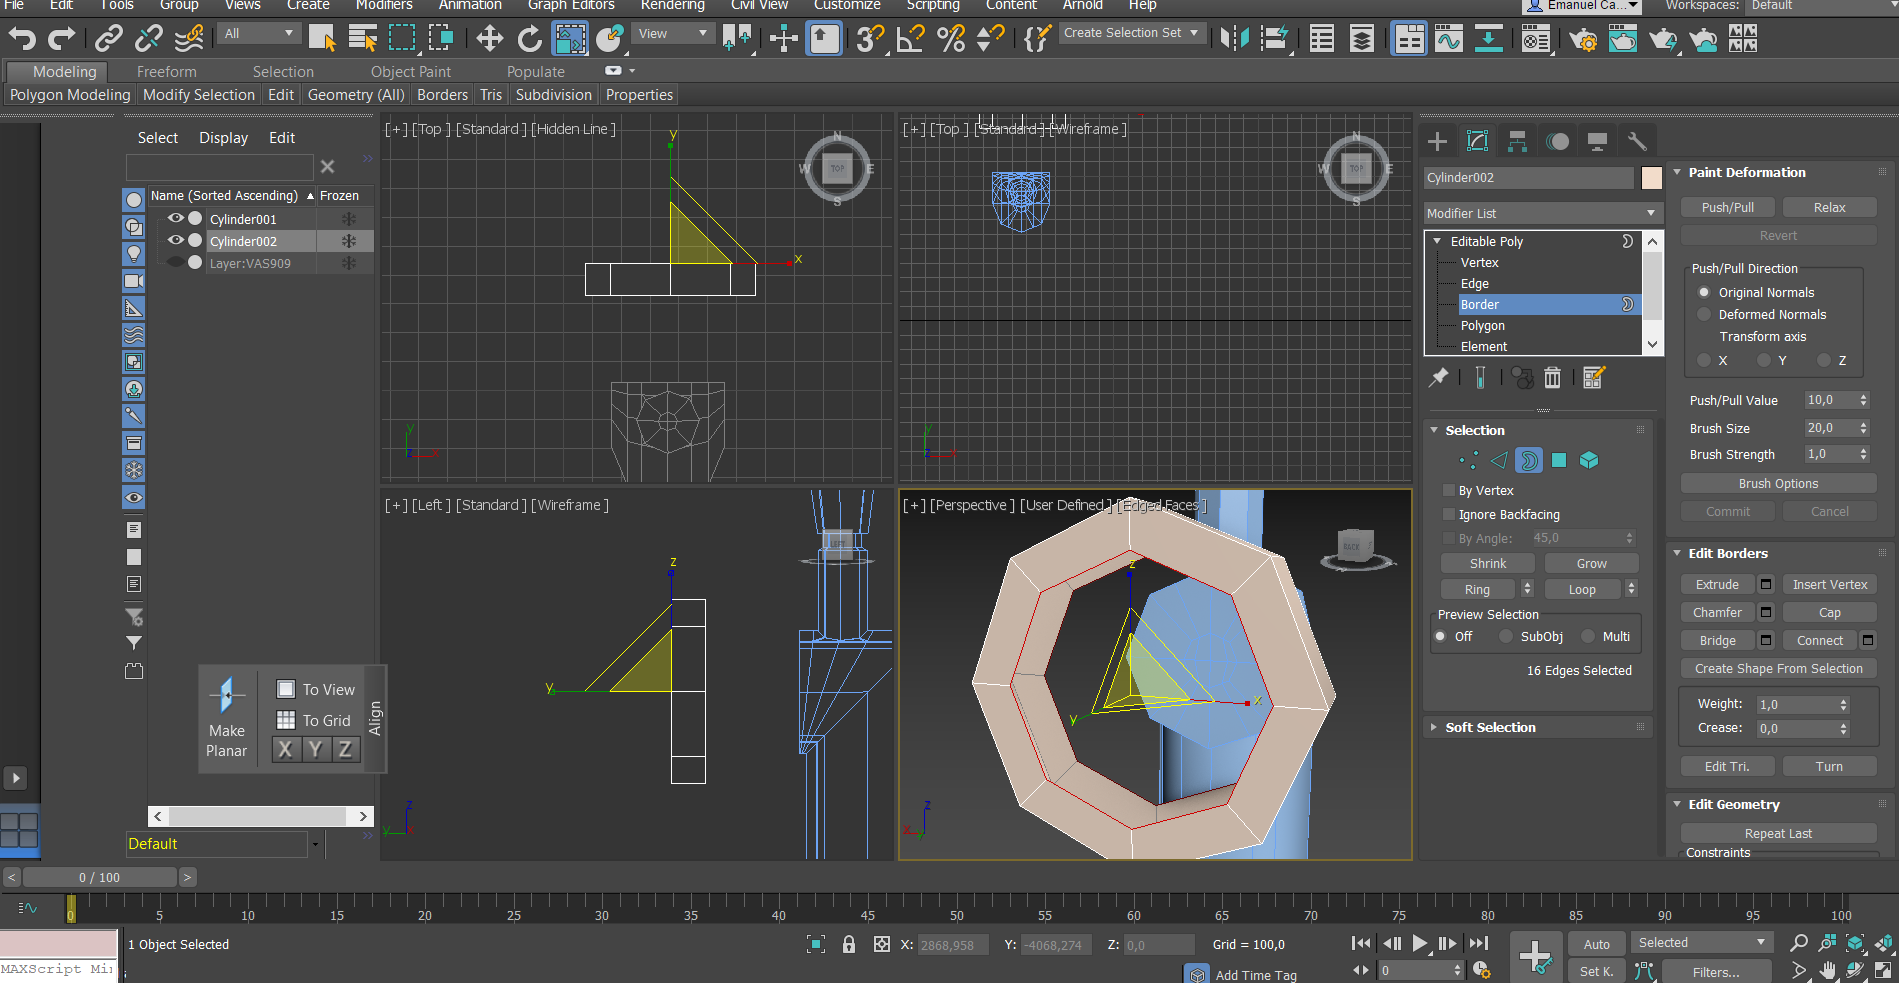 File Edit Tools Group Views Create Modifiers Animation Graph Editors Rendering Civil View Customize Scripting Content Arnold Help
Emanuel Ca...
Workspaces: Default
All
View
Create Selection Set
Modeling Freeform Selection Object Paint Populate
Polygon Modeling Modify Selection Edit Geometry (All) Borders Tris Subdivision Properties
Select Display Edit
Name (Sorted Ascending) Frozen
Cylinder001
Cylinder002
Layer:VAS909
Make
Planar
To View
To Grid
X Y Z
Align
Default
[+] [Top ] [Standard ] [Hidden Line ]
y
x
N
W TOP E
S
y
z x
[+] [Top ] [Standard ] [Wireframe ]
N
W TOP E
S
y
z x
[+] [Left ] [Standard ] [Wireframe ]
LEFT
z
y
z
y
[+] [Perspective ] [User Defined ] [Edged Faces ]
BACK
z
x
y
z
x
y
Cylinder002
Modifier List
Editable Poly
Vertex
Edge
Border
Polygon
Element
Selection
By Vertex
Ignore Backfacing
By Angle: 45,0
Shrink Grow
Ring Loop
Preview Selection
Off SubObj Multi
16 Edges Selected
Soft Selection
Paint Deformation
Push/Pull Relax
Revert
Push/Pull Direction
Original Normals
Deformed Normals
Transform axis
X Y Z
Push/Pull Value 10,0
Brush Size 20,0
Brush Strength 1,0
Brush Options
Commit Cancel
Edit Borders
Extrude Insert Vertex
Chamfer Cap
Bridge Connect
Create Shape From Selection
Weight: 1,0
Crease: 0,0
Edit Tri. Turn
Edit Geometry
Repeat Last
Constraints
< 0 / 100 >
0 5 10 15 20 25 30 35 40 45 50 55 60 65 70 75 80 85 90 95 100
1 Object Selected
X: 2868,958 Y: -4068,274 Z: 0,0 Grid = 100,0
Auto Selected
MAXScript Mi
Add Time Tag
0
Set K. Filters...